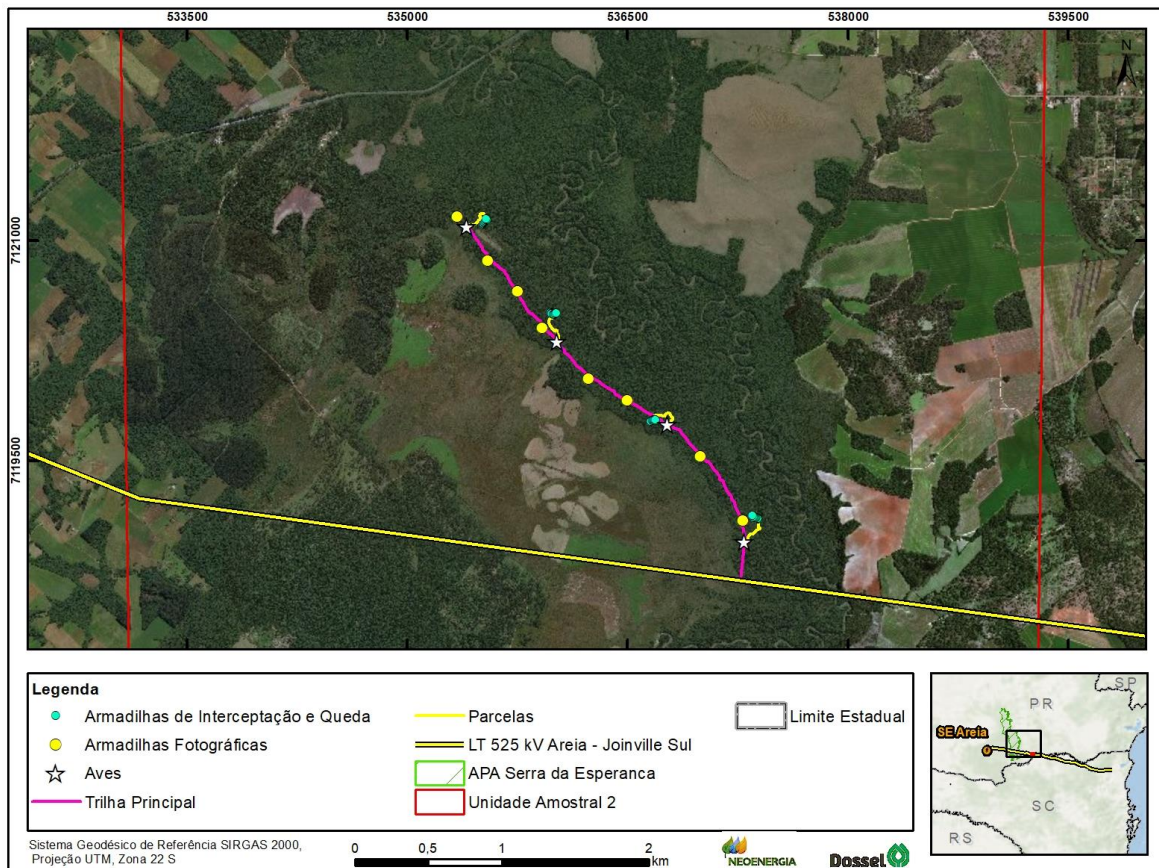 533500 535000 536500 538000 539500
N
7121000
7119500
Legenda
Armadilhas de Interceptação e Queda
Armadilhas Fotográficas
Aves
Trilha Principal
Parcelas
LT 525 kV Areia - Joinville Sul
APA Serra da Esperanca
Unidade Amostral 2
Limite Estadual
SP
PR
SE Areia
SC
RS
Sistema Geodésico de Referência SIRGAS 2000,
Projeção UTM, Zona 22 S
0 0,5 1 2
km
NEOENERGIA
Dossel